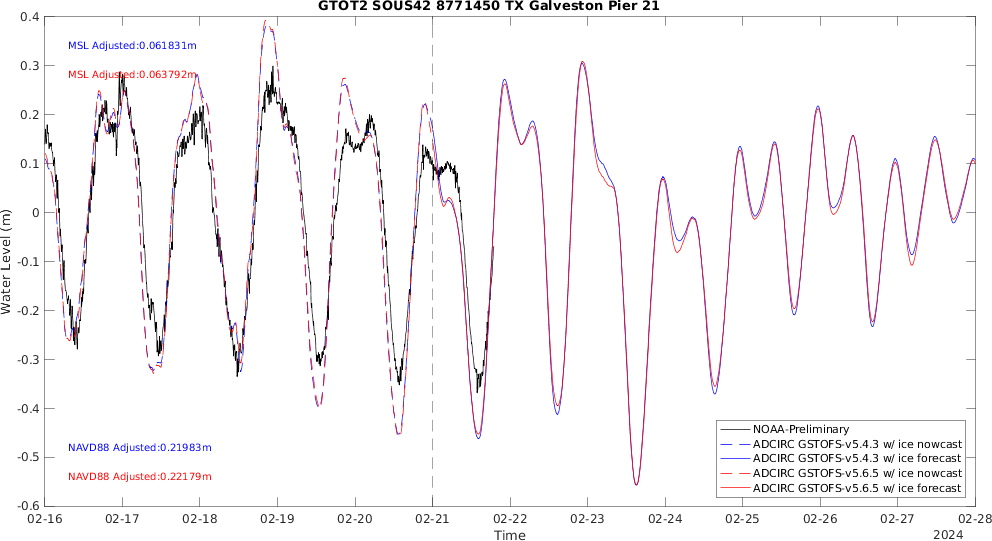 GTOT2 SOUS42 8771450 TX Galveston Pier 21
0.4
0.3
0.2
0.1
0
-0.1
-0.2
-0.3
-0.4
-0.5
-0.6
Water Level (m)
MSL Adjusted:0.061831m
MSL Adjusted:0.063792m
NAVD88 Adjusted:0.21983m
NAVD88 Adjusted:0.22179m
NOAA-Preliminary
ADCIRC GSTOFS-v5.4.3 w/ ice nowcast
ADCIRC GSTOFS-v5.4.3 w/ ice forecast
ADCIRC GSTOFS-v5.6.5 w/ ice nowcast
ADCIRC GSTOFS-v5.6.5 w/ ice forecast
02-16 02-17 02-18 02-19 02-20 02-21 02-22 02-23 02-24 02-25 02-26 02-27 02-28
Time
2024